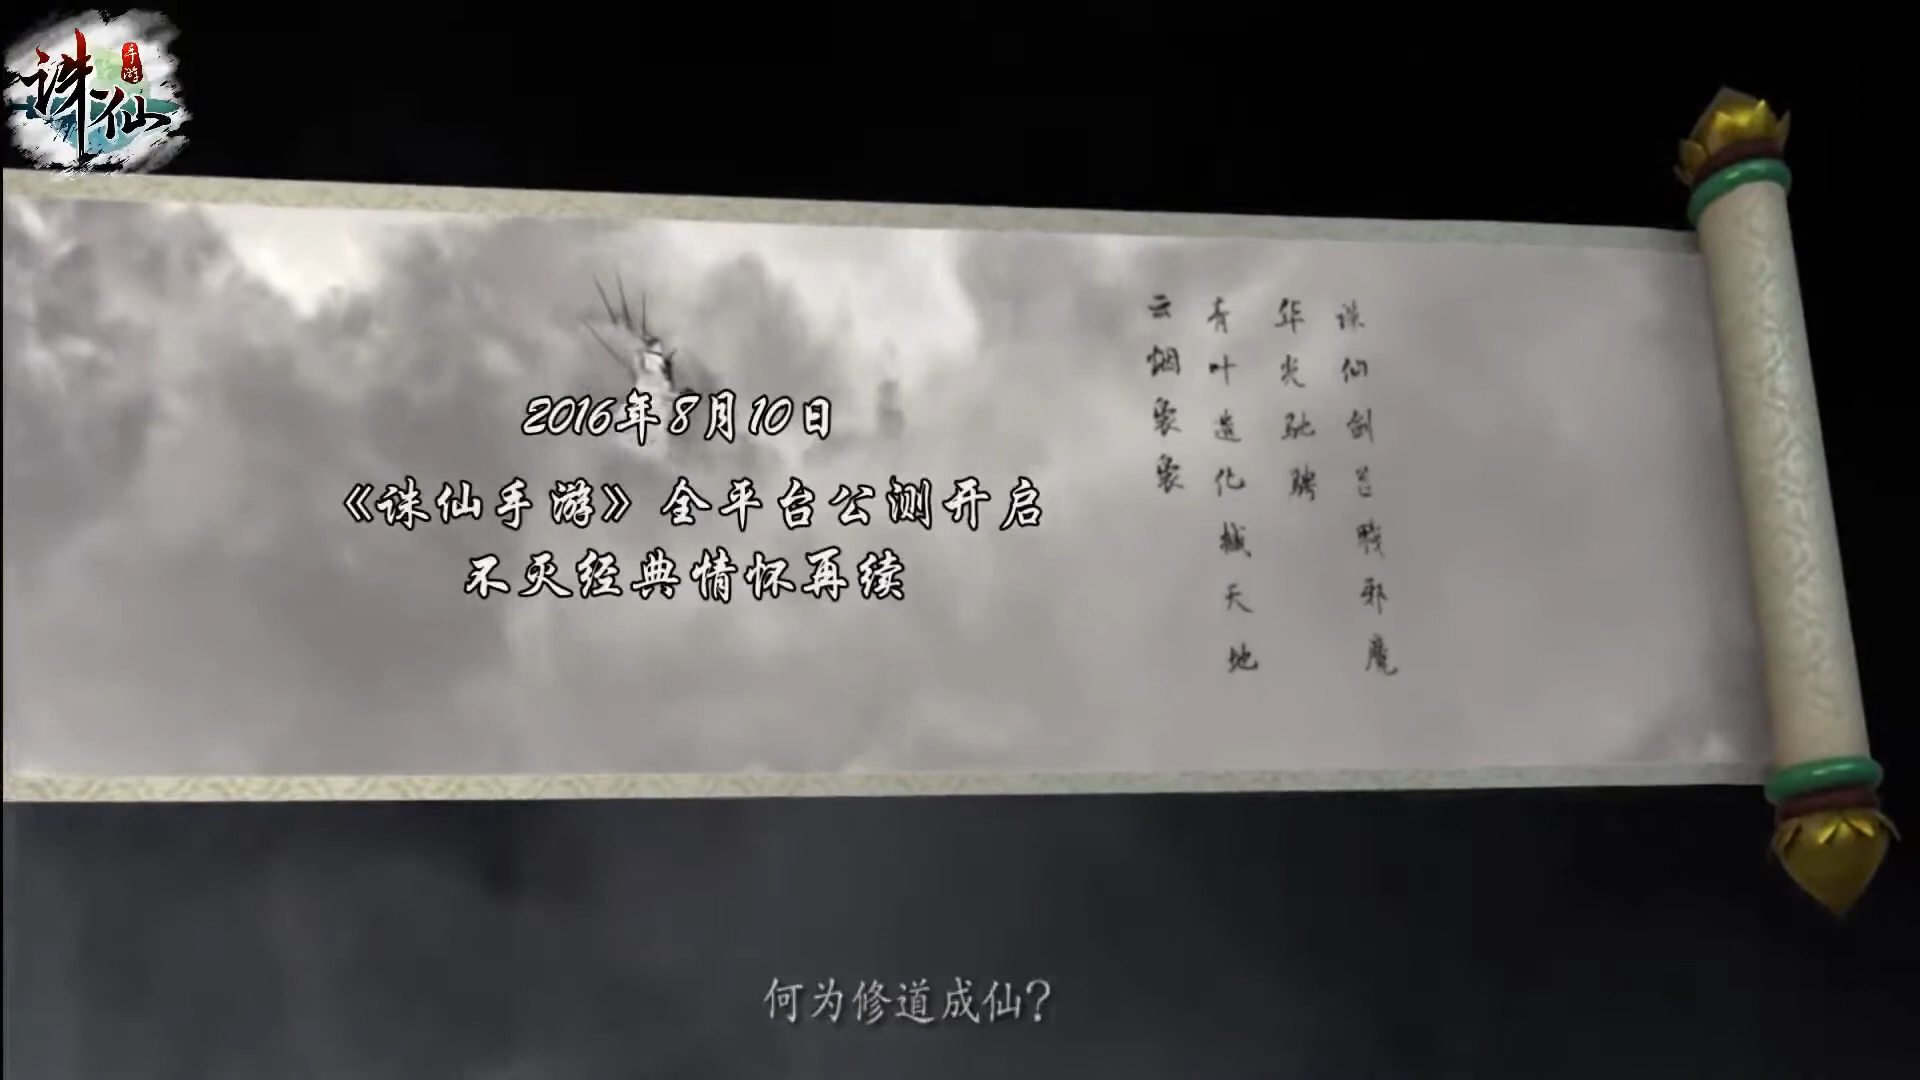 诛仙
手游
2016年8月10日
《诛仙手游》全平台公测开启
不灭经典情怀再续
诛仙剑芒战邪魔
华光驰骋
青叶造化撼天地
云烟袅袅
何为修道成仙?